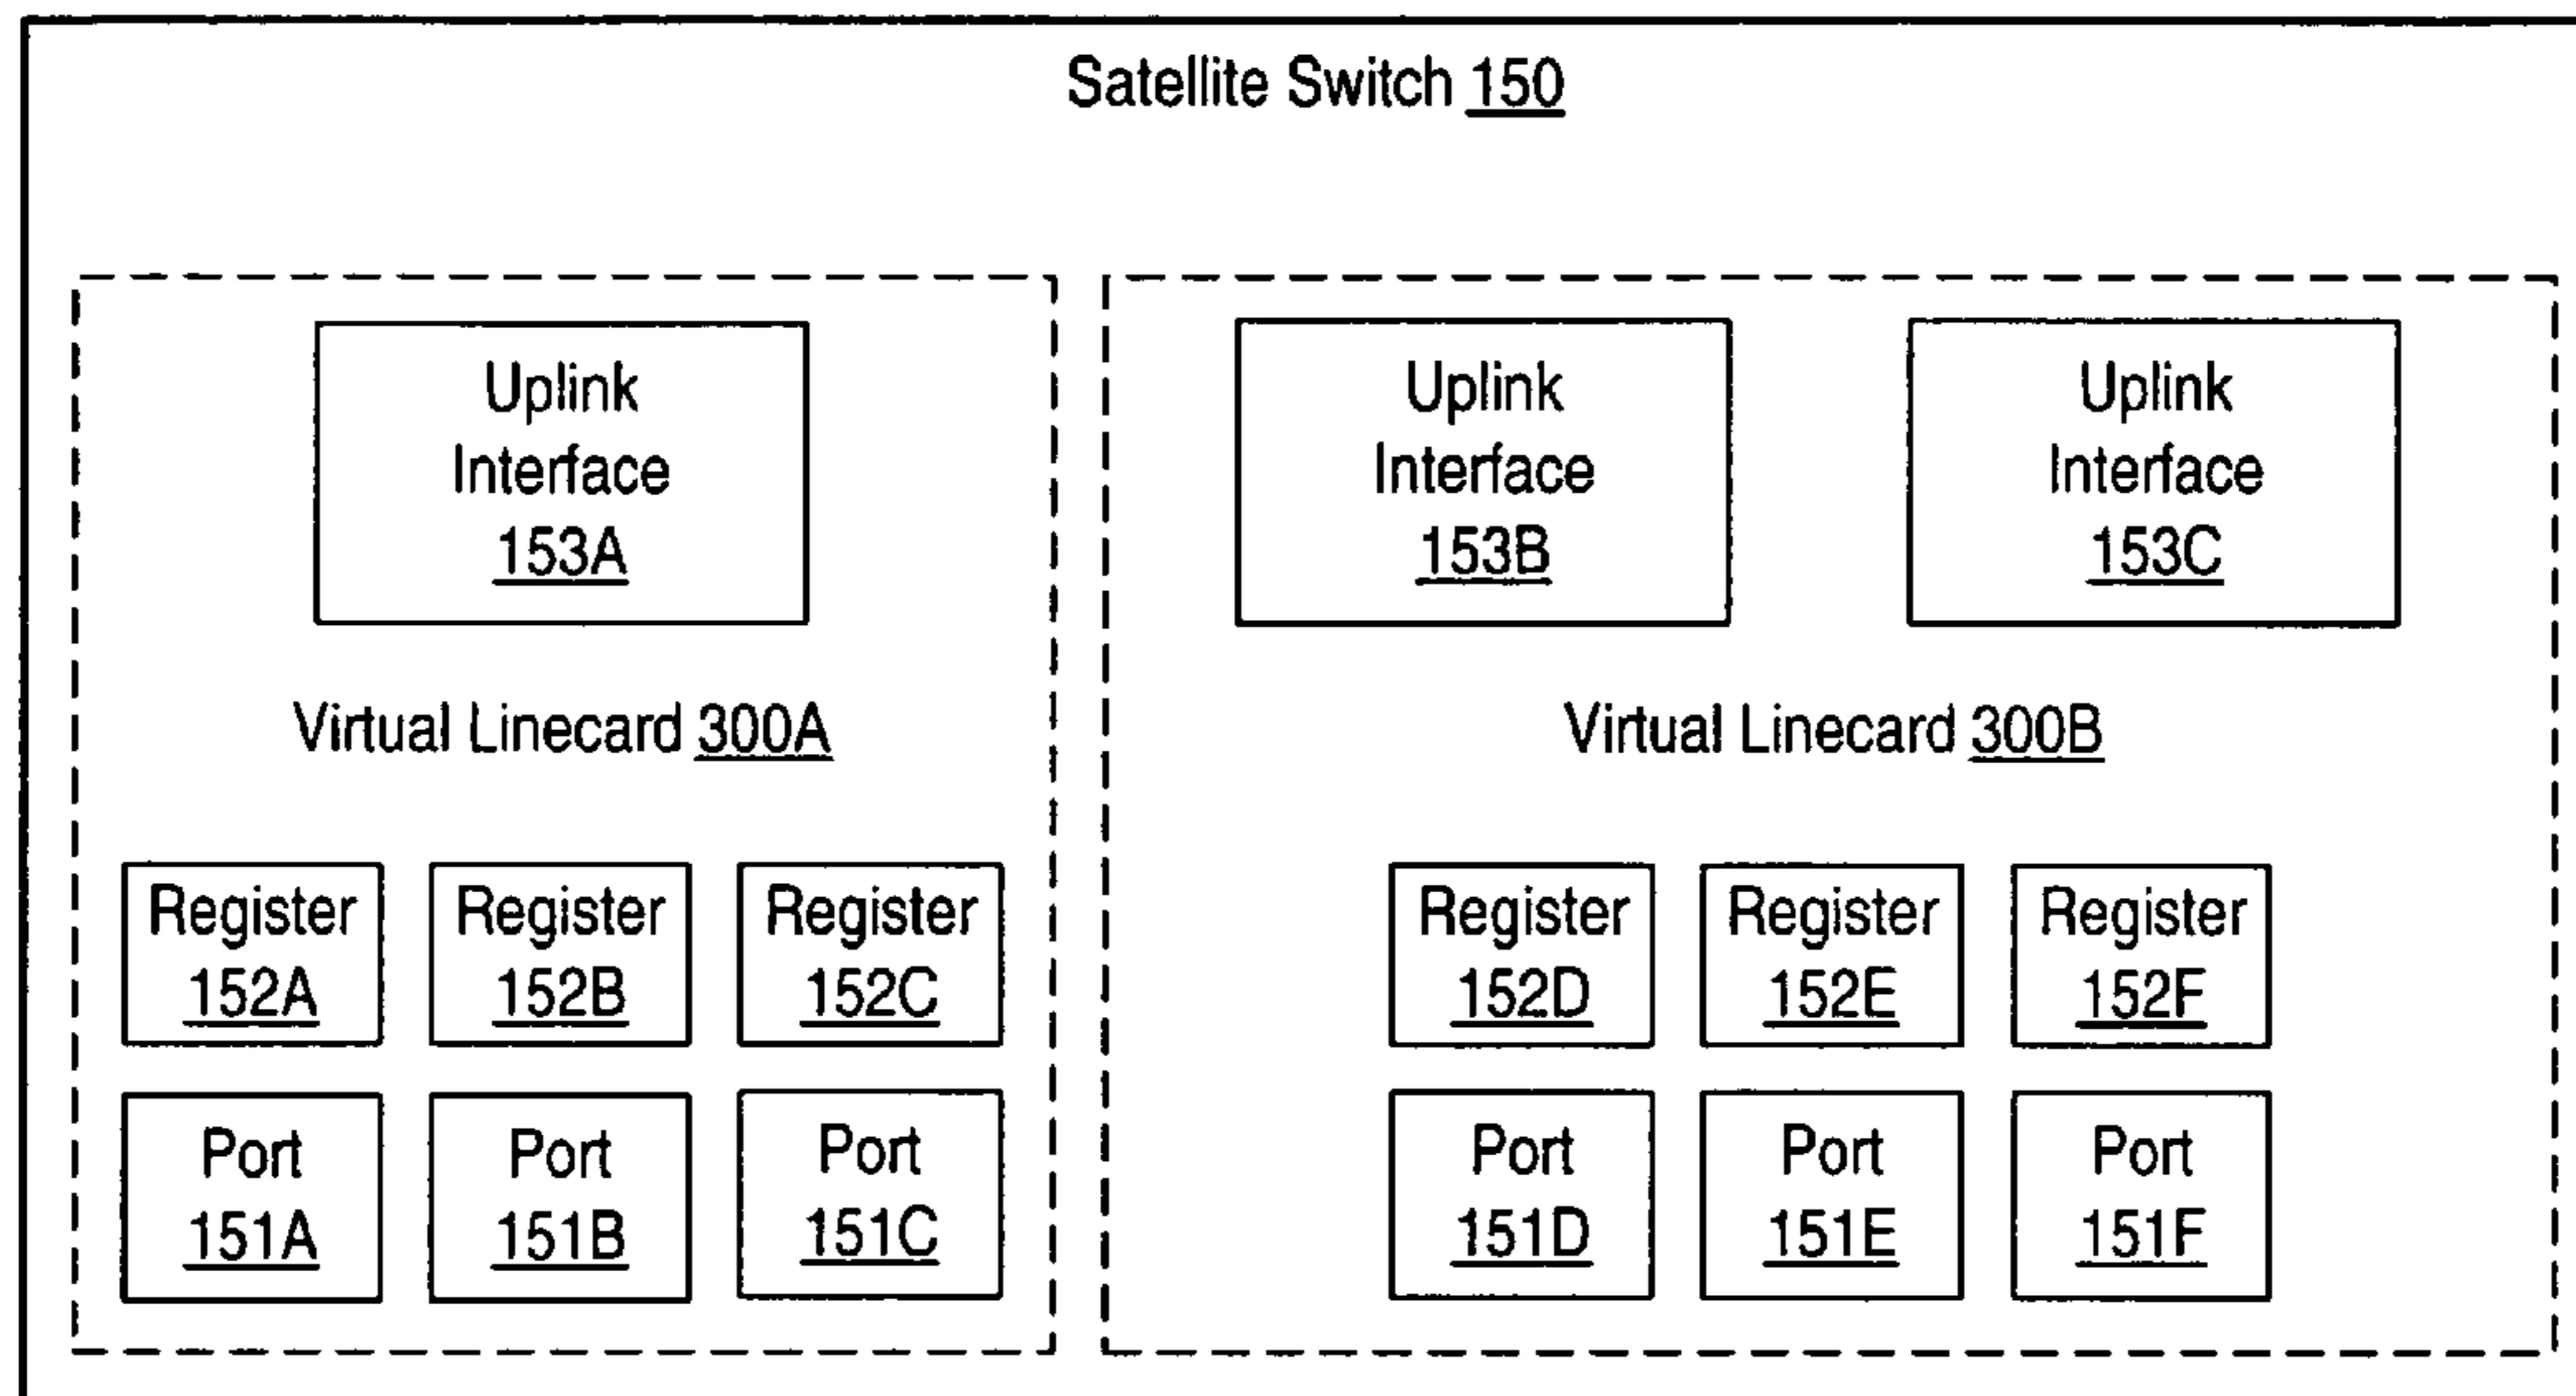 Satellite Switch 150
Uplink
Interface
153A
Virtual Linecard 300A
Register
152A
Register
152B
Register
152C
Port
151A
Port
151B
Port
151C
Uplink
Interface
153B
Uplink
Interface
153C
Virtual Linecard 300B
Register
152D
Register
152E
Register
152F
Port
151D
Port
151E
Port
151F